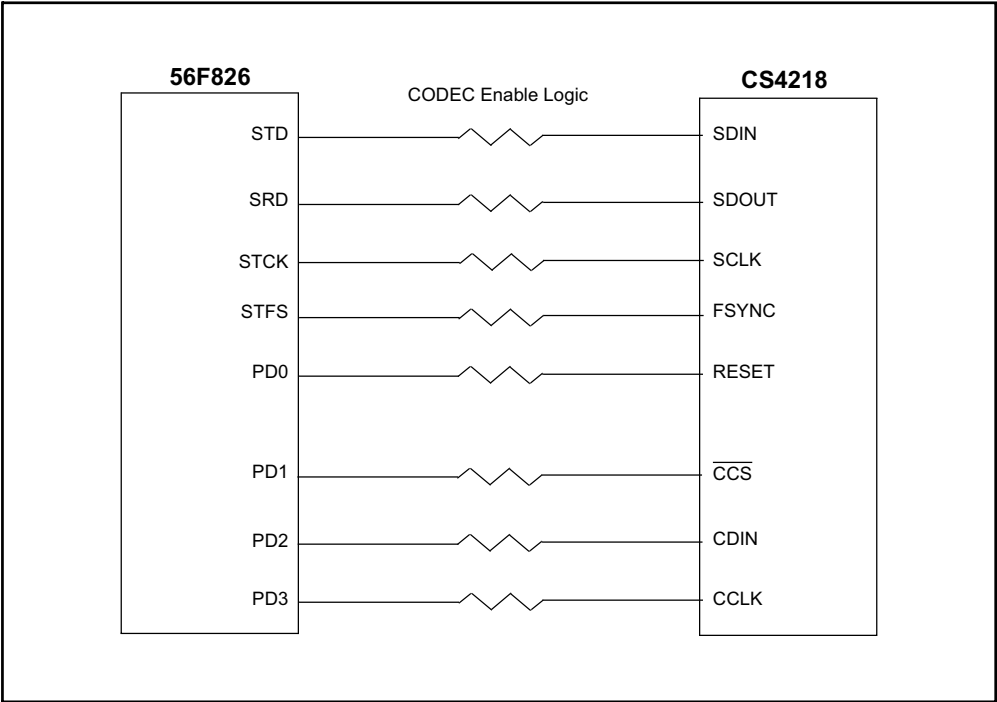 56F826
CODEC Enable Logic
CS4218
STD
SDIN
SRD
SDOUT
STCK
SCLK
STFS
FSYNC
PD0
RESET
PD1
C̅C̅S̅
PD2
CDIN
PD3
CCLK